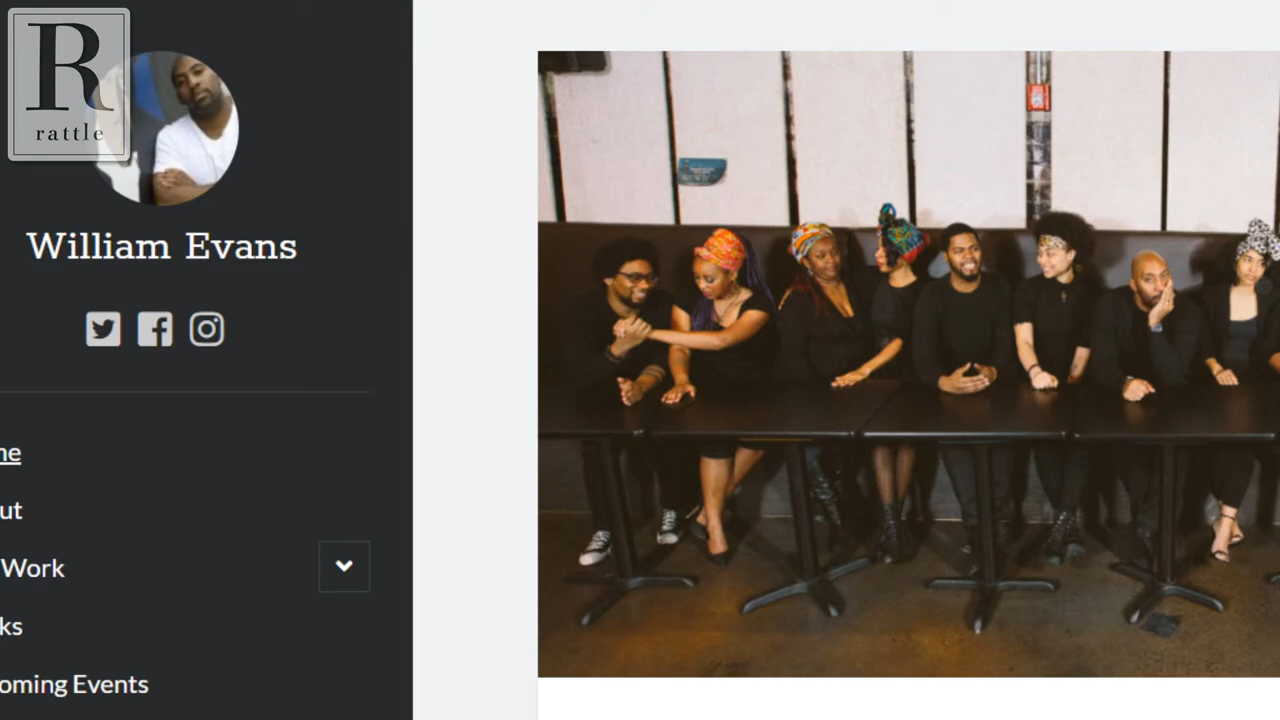 R
rattle
William Evans
ne
ut
Work
ks
oming Events